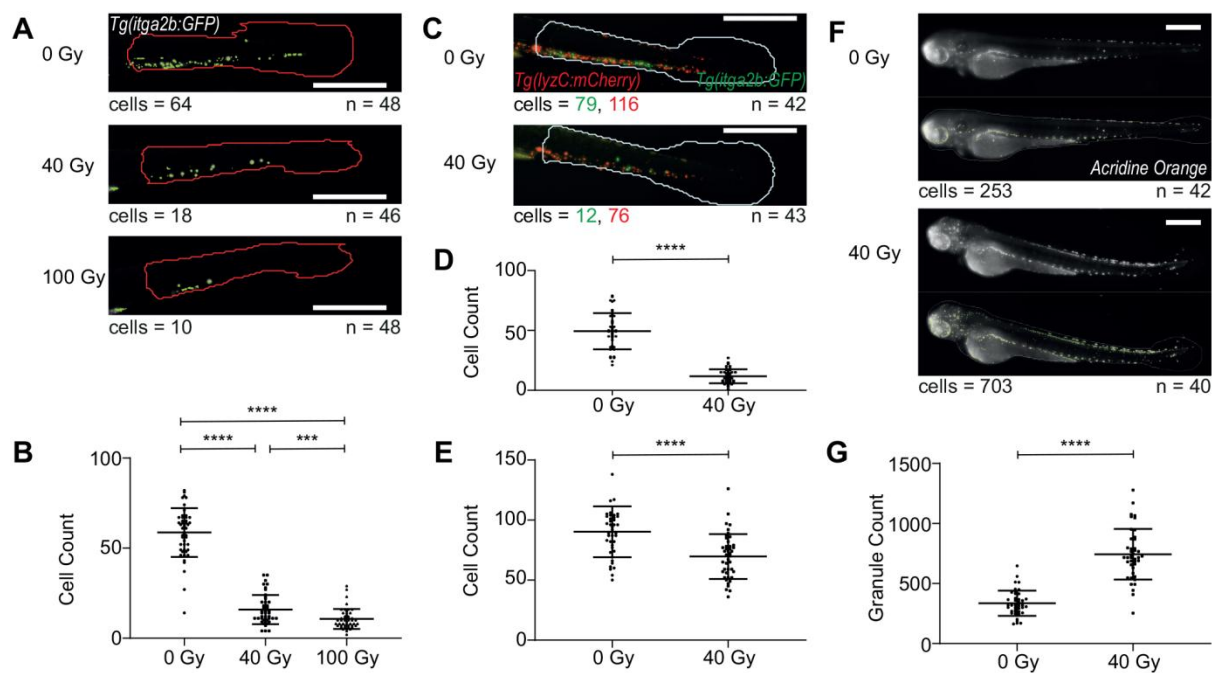 A
Tg(itga2b:GFP)
0 Gy
cells = 64 n = 48
40 Gy
cells = 18 n = 46
100 Gy
cells = 10 n = 48
B
****
**** ***
Cell Count
100
50
0
0 Gy 40 Gy 100 Gy
C
0 Gy
Tg(lyzC:mCherry) Tg(itga2b:GFP)
cells = 79, 116 n = 42
40 Gy
cells = 12, 76 n = 43
D
****
Cell Count
100
50
0
0 Gy 40 Gy
E
****
Cell Count
150
100
50
0
0 Gy 40 Gy
F
0 Gy
Acridine Orange
cells = 253 n = 42
40 Gy
cells = 703 n = 40
G
****
Granule Count
1500
1000
500
0
0 Gy 40 Gy